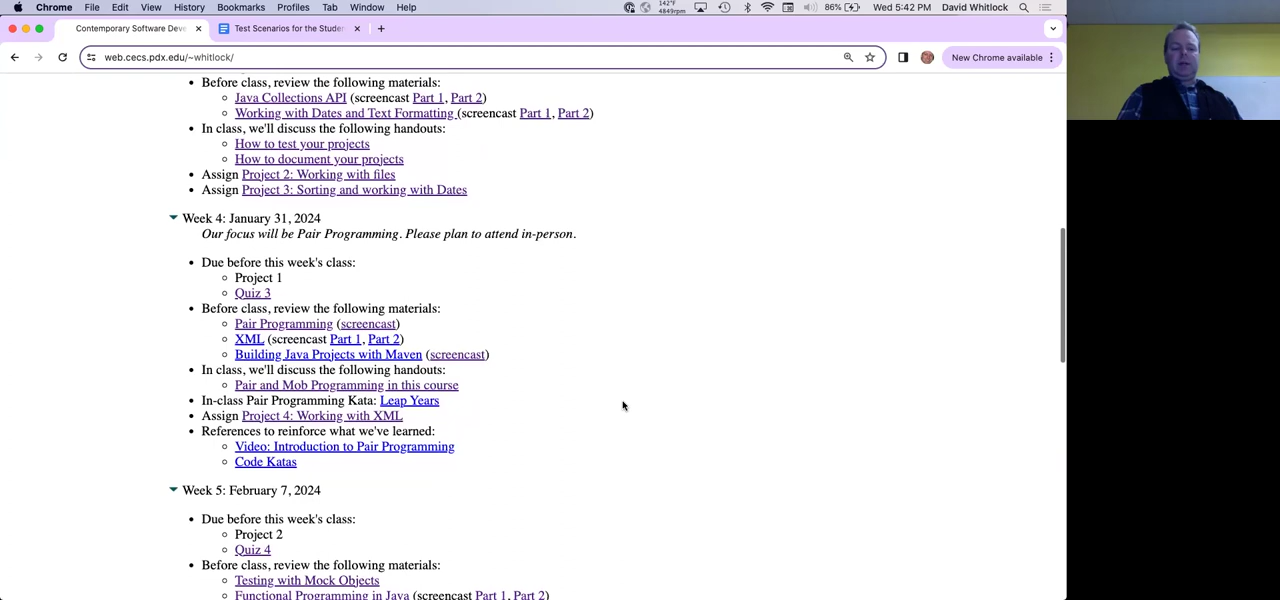 Chrome File Edit View History Bookmarks Profiles Tab Window Help 142°F 4849rpm 86% Wed 5:42 PM David Whitlock
Contemporary Software Deve Test Scenarios for the Studen
web.cecs.pdx.edu/~whitlock/ New Chrome available
Before class, review the following materials:
Java Collections API (screencast Part 1, Part 2)
Working with Dates and Text Formatting (screencast Part 1, Part 2)
In class, we'll discuss the following handouts:
How to test your projects
How to document your projects
Assign Project 2: Working with files
Assign Project 3: Sorting and working with Dates
Week 4: January 31, 2024
Our focus will be Pair Programming. Please plan to attend in-person.
Due before this week's class:
Project 1
Quiz 3
Before class, review the following materials:
Pair Programming (screencast)
XML (screencast Part 1, Part 2)
Building Java Projects with Maven (screencast)
In class, we'll discuss the following handouts:
Pair and Mob Programming in this course
In-class Pair Programming Kata: Leap Years
Assign Project 4: Working with XML
References to reinforce what we've learned:
Video: Introduction to Pair Programming
Code Katas
Week 5: February 7, 2024
Due before this week's class:
Project 2
Quiz 4
Before class, review the following materials:
Testing with Mock Objects
Functional Programming in Java (screencast Part 1, Part 2)